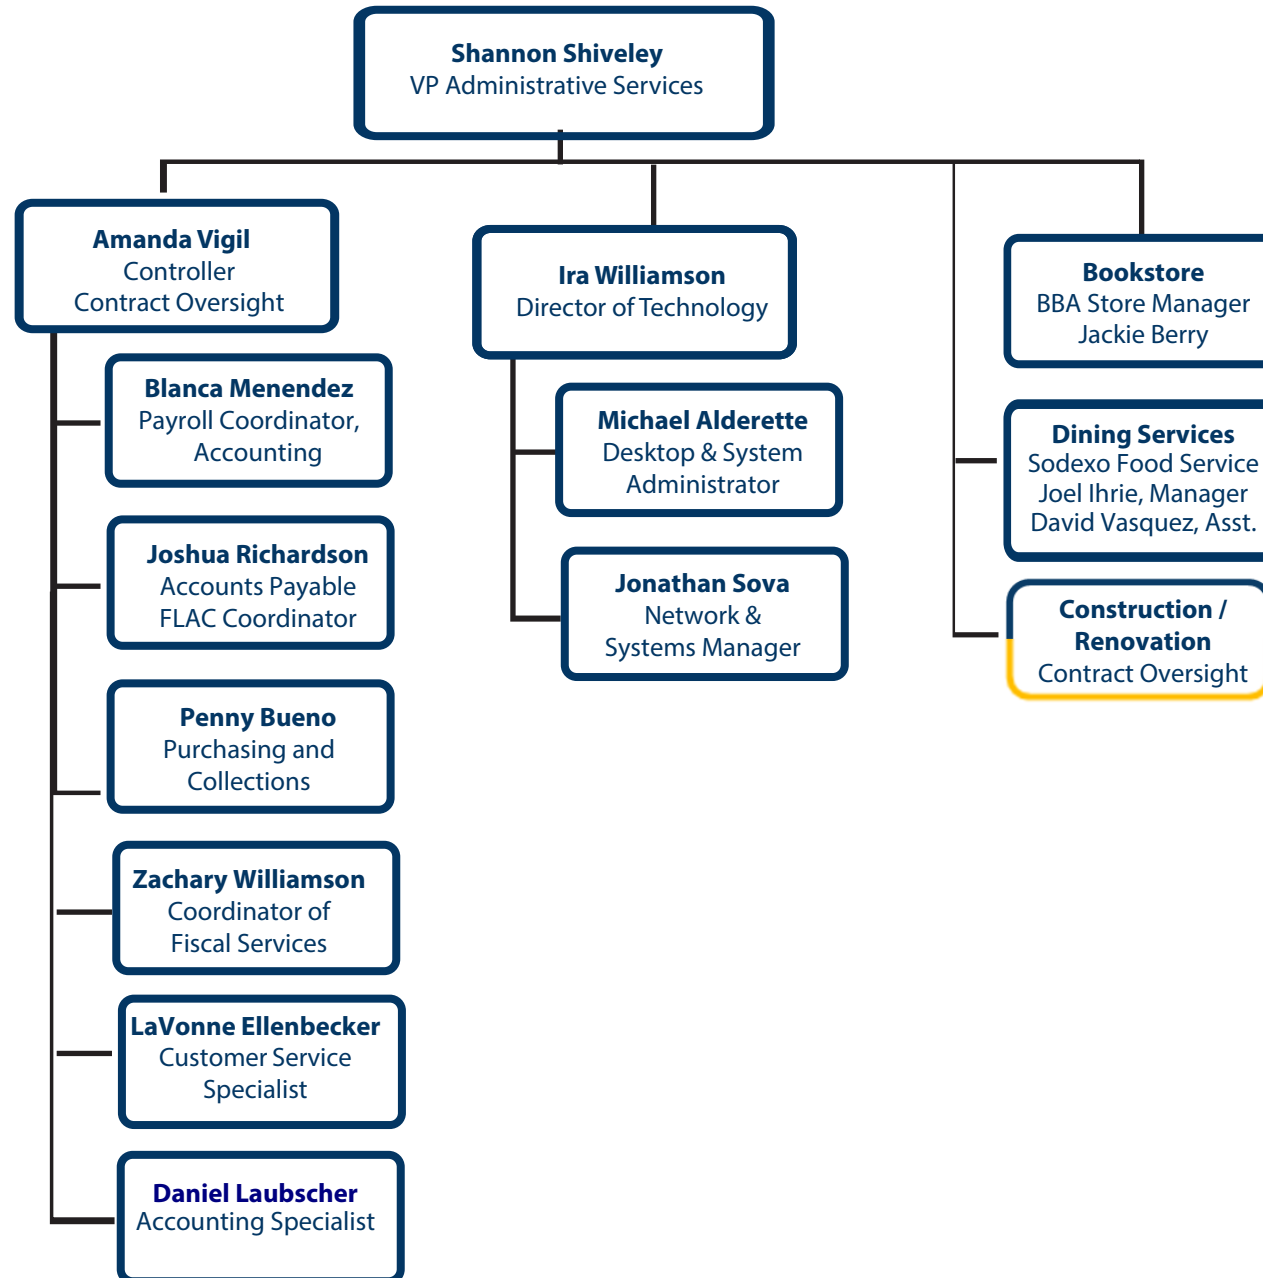 Shannon Shiveley
VP Administrative Services
Amanda Vigil
Controller
Contract Oversight
Blanca Menendez
Payroll Coordinator,
Accounting
Joshua Richardson
Accounts Payable
FLAC Coordinator
Penny Bueno
Purchasing and
Collections
Zachary Williamson
Coordinator of
Fiscal Services
LaVonne Ellenbecker
Customer Service
Specialist
Daniel Laubscher
Accounting Specialist
Ira Williamson
Director of Technology
Michael Alderette
Desktop & System
Administrator
Jonathan Sova
Network &
Systems Manager
Bookstore
BBA Store Manager
Jackie Berry
Dining Services
Sodexo Food Service
Joel Ihrie, Manager
David Vasquez, Asst.
Construction /
Renovation
Contract Oversight